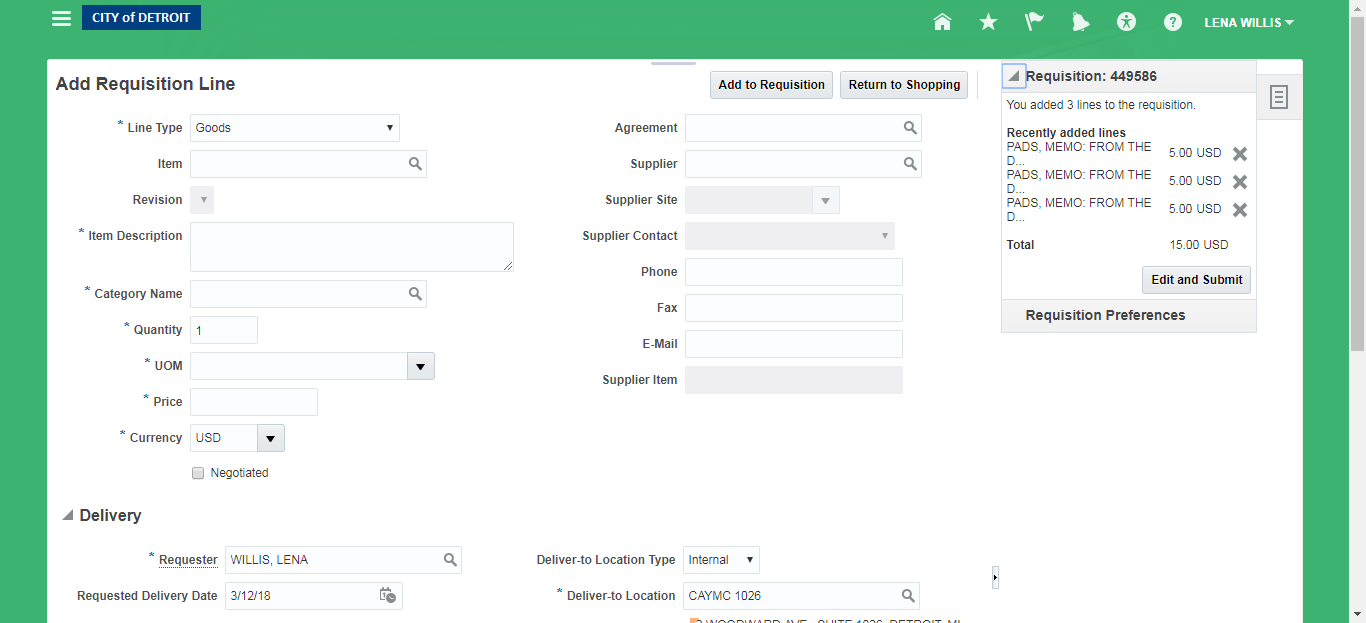 CITY of DETROIT
LENA WILLIS
Add Requisition Line
Add to Requisition
Return to Shopping
* Line Type Goods
Item
Revision
* Item Description
* Category Name
* Quantity 1
* UOM
* Price
* Currency USD
Negotiated
Agreement
Supplier
Supplier Site
Supplier Contact
Phone
Fax
E-Mail
Supplier Item
Requisition: 449586
You added 3 lines to the requisition.
Recently added lines
PADS, MEMO: FROM THE D... 5.00 USD
PADS, MEMO: FROM THE D... 5.00 USD
PADS, MEMO: FROM THE D... 5.00 USD
Total 15.00 USD
Edit and Submit
Requisition Preferences
Delivery
* Requester WILLIS, LENA
Requested Delivery Date 3/12/18
Deliver-to Location Type Internal
* Deliver-to Location CAYMC 1026
WOODWARD AVE., SUITE 1026, DETROIT, MI